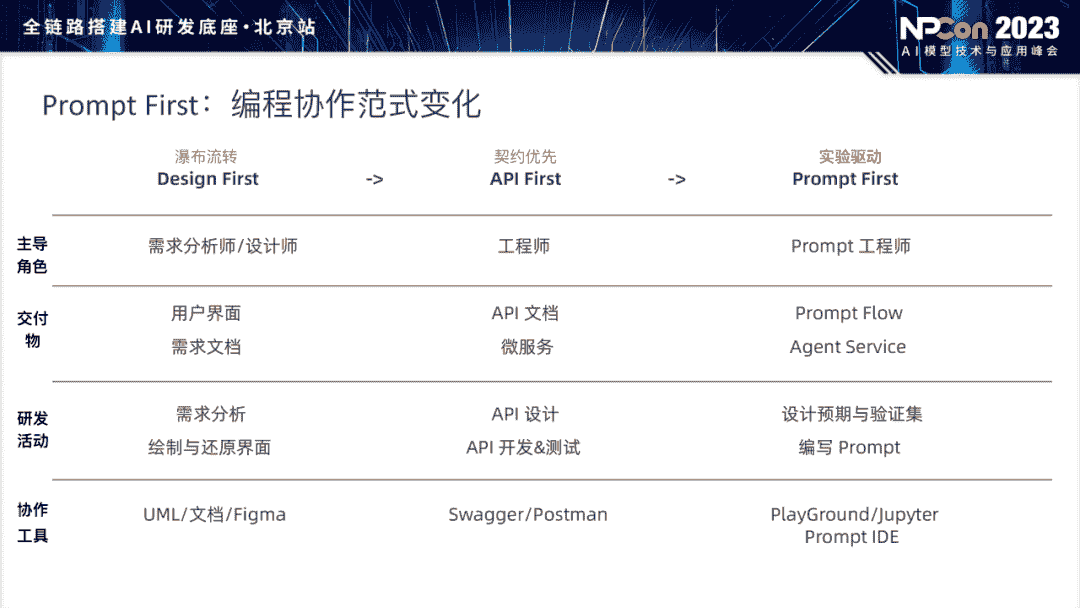 全链路搭建AI研发底座·北京站
NPCon 2023
AI模型技术与应用峰会
Prompt First：编程协作范式变化
瀑布流转 契约优先 实验驱动
Design First -> API First -> Prompt First
主导
角色
需求分析师/设计师 工程师 Prompt 工程师
交付
物
用户界面 API 文档 Prompt Flow
需求文档 微服务 Agent Service
研发
活动
需求分析 API 设计 设计预期与验证集
绘制与还原界面 API 开发&测试 编写 Prompt
协作
工具
UML/文档/Figma Swagger/Postman PlayGround/Jupyter
Prompt IDE